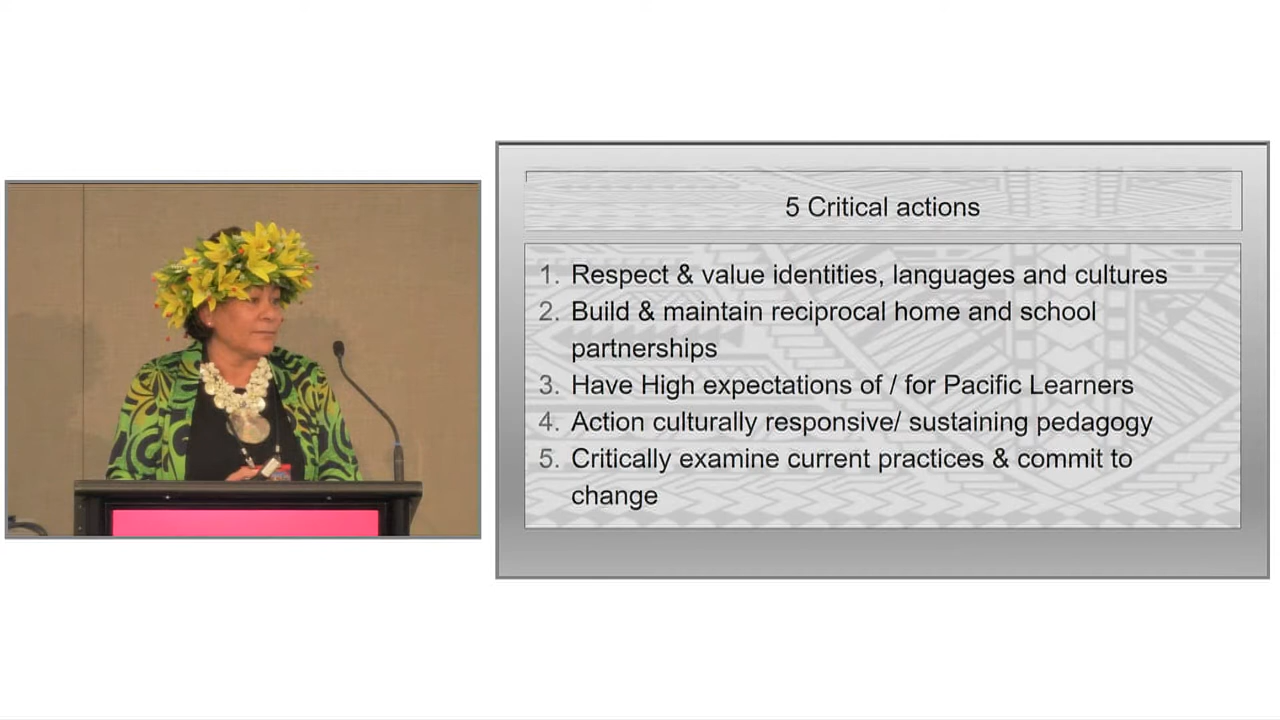 5 Critical actions
1. Respect & value identities, languages and cultures
2. Build & maintain reciprocal home and school
partnerships
3. Have High expectations of / for Pacific Learners
4. Action culturally responsive/ sustaining pedagogy
5. Critically examine current practices & commit to
change